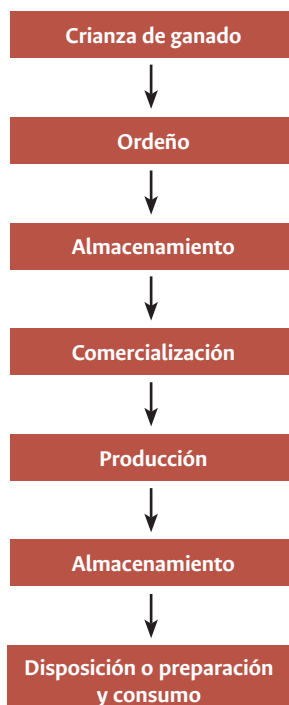 Crianza de ganado
Ordeño
Almacenamiento
Comercialización
Producción
Almacenamiento
Disposición o preparación
y consumo